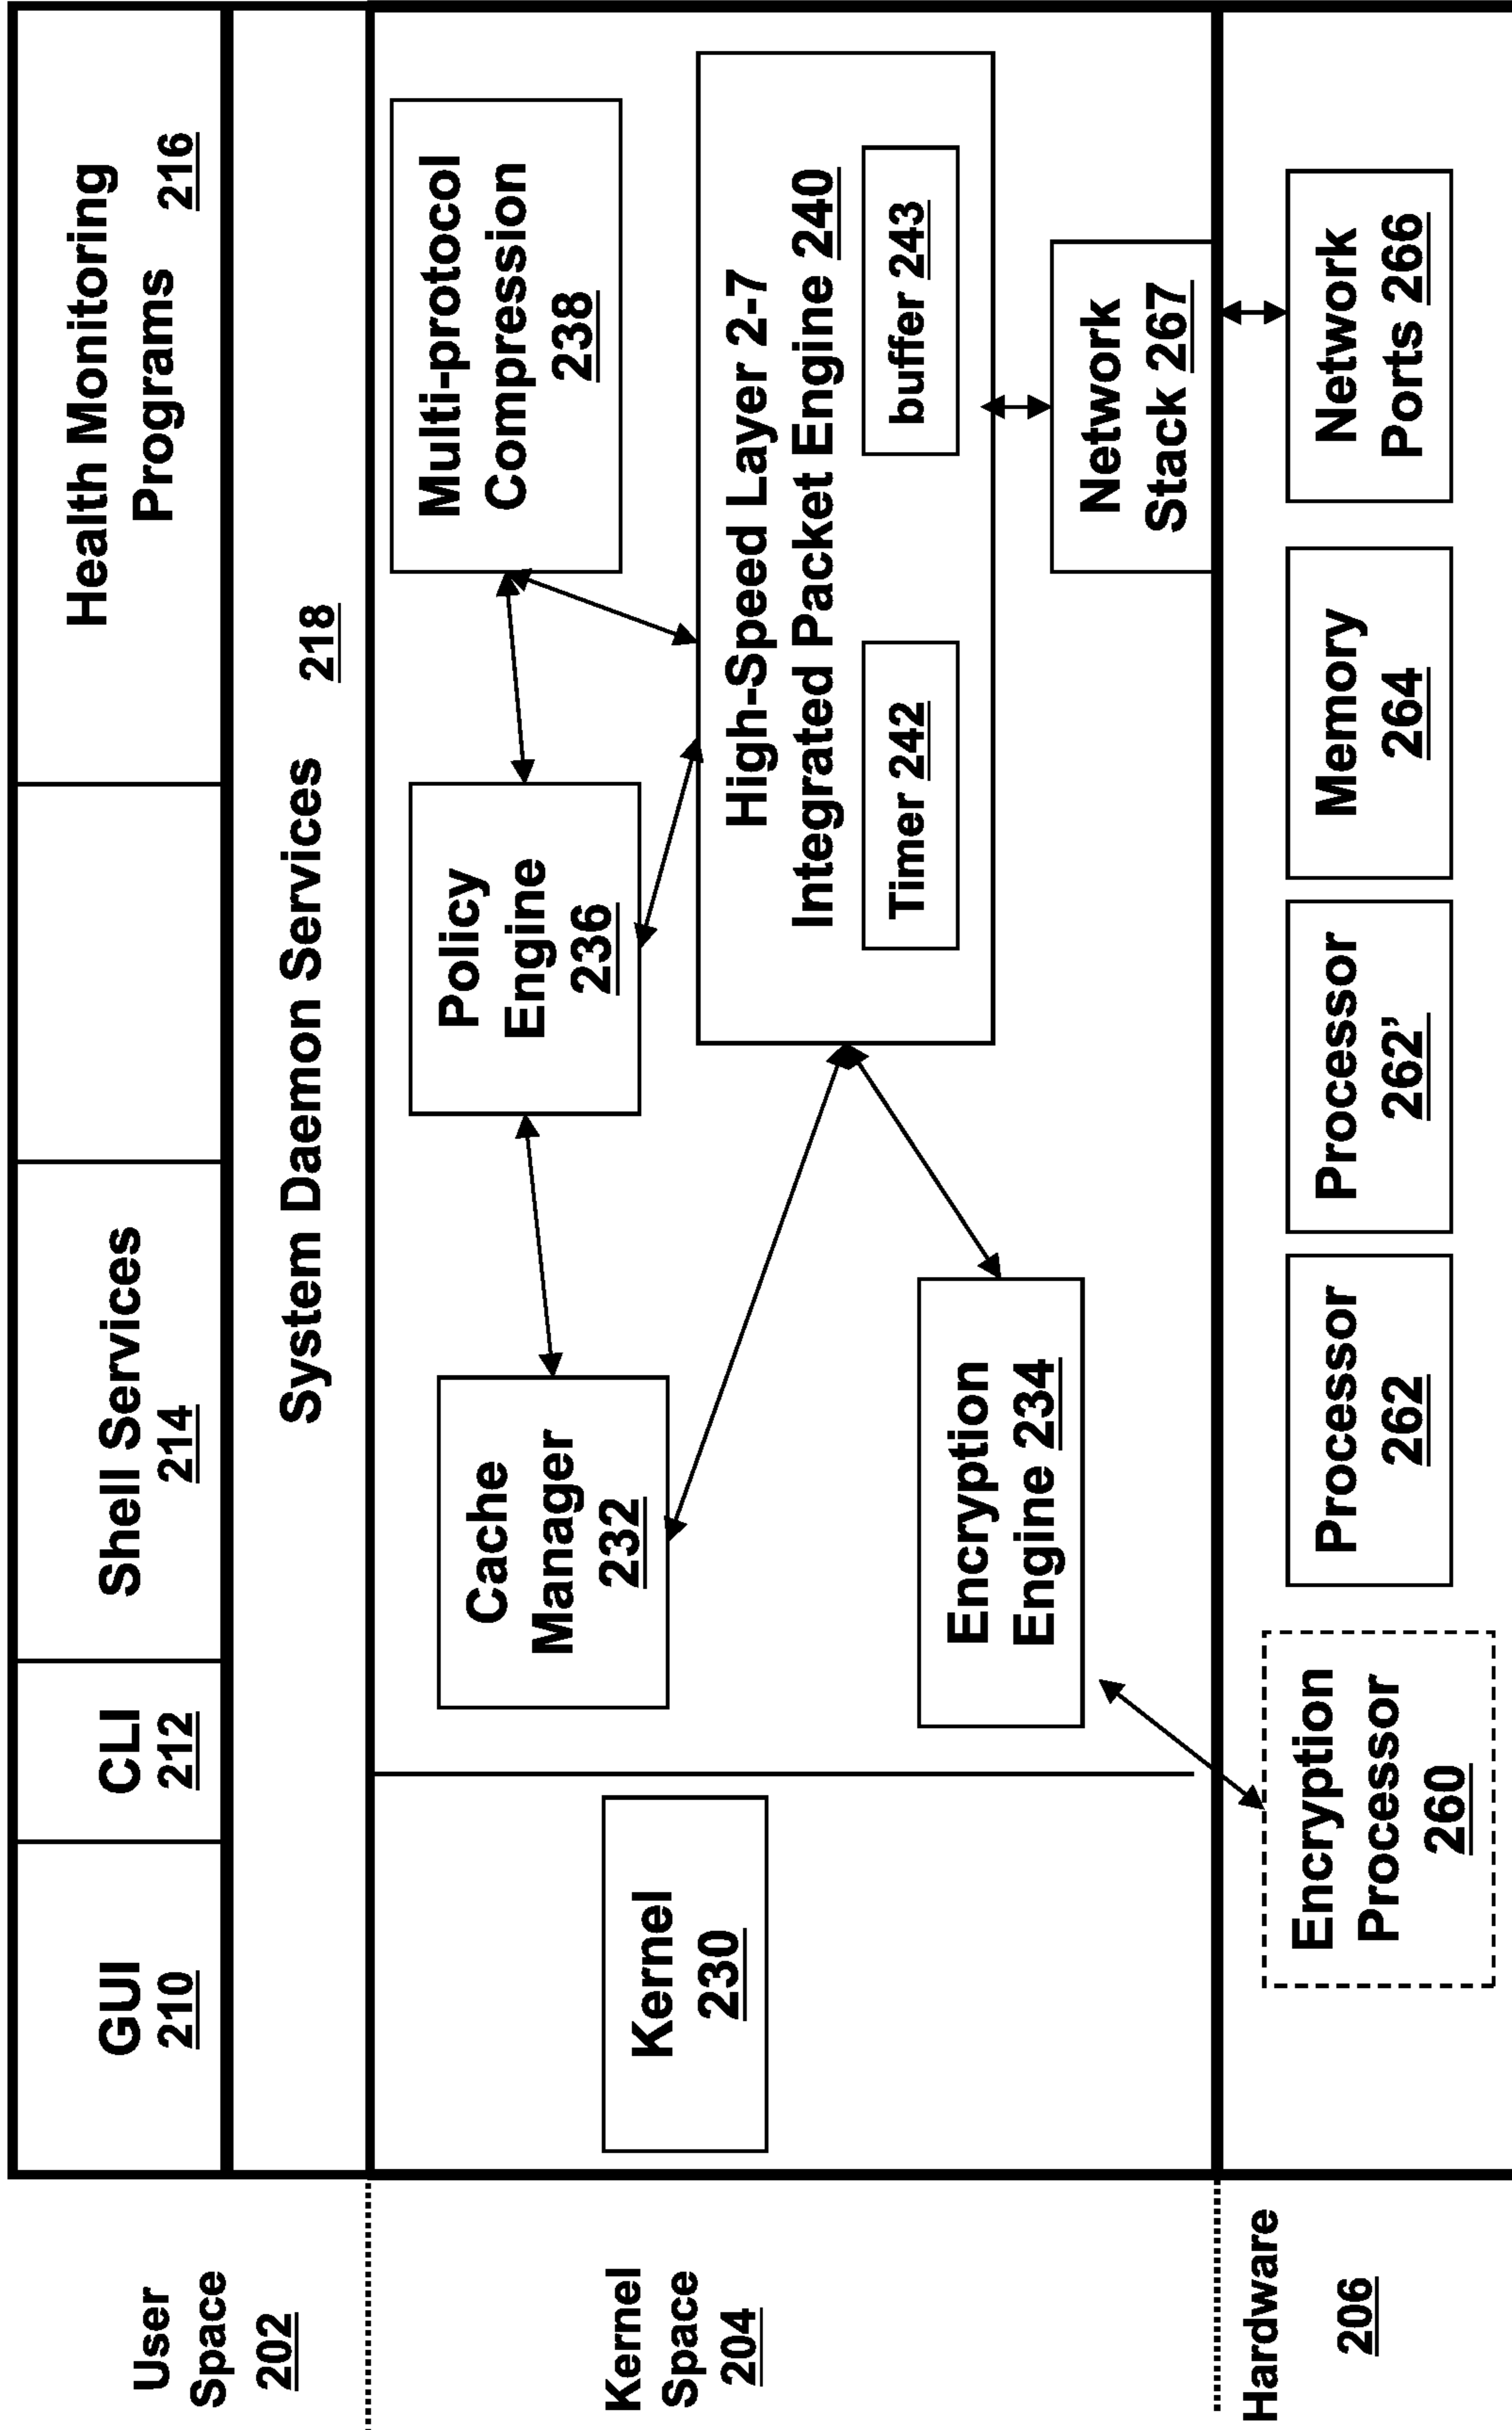 User
Space
202
GUI
210
CLI
212
Shell Services
214
Health Monitoring
Programs 216
System Daemon Services 218
Kernel
Space
204
Kernel
230
Cache
Manager
232
Policy
Engine
236
Multi-protocol
Compression
238
High-Speed Layer 2-7
Integrated Packet Engine 240
Timer 242
buffer 243
Encryption
Engine 234
Network
Stack 267
Hardware
206
Encryption
Processor
260
Processor
262
Processor
262’
Memory
264
Network
Ports 266